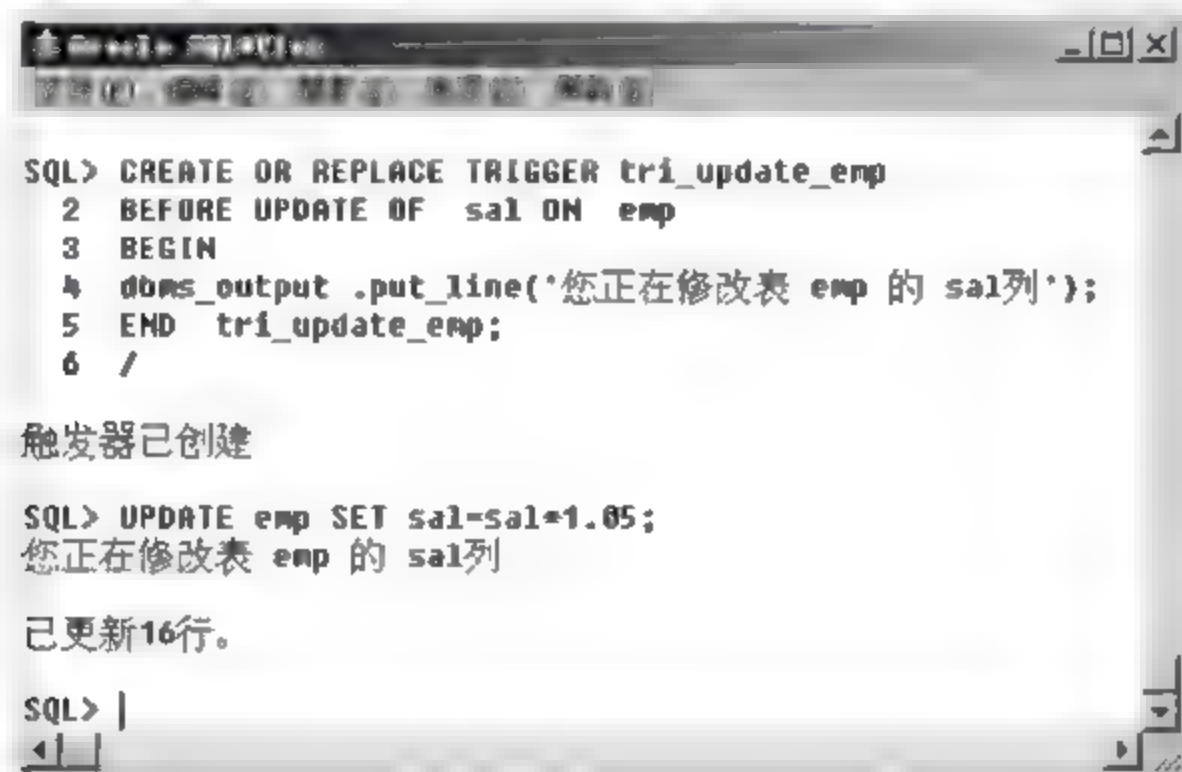 Oracle SQL*Plus
SQL> CREATE OR REPLACE TRIGGER tri_update_emp
2 BEFORE UPDATE OF sal ON emp
3 BEGIN
4 dbms_output .put_line('您正在修改表 emp 的 sal列');
5 END tri_update_emp;
6 /
触发器已创建
SQL> UPDATE emp SET sal=sal*1.05;
您正在修改表 emp 的 sal列
已更新16行。
SQL>